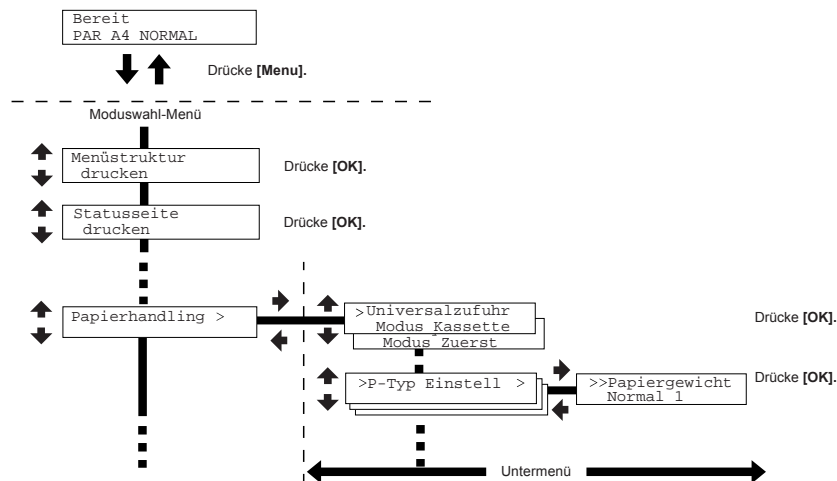 Bereit
PAR A4 NORMAL
Drücke [Menu].
Moduswahl-Menü
Menüstruktur
drucken
Drücke [OK].
Statusseite
drucken
Drücke [OK].
Papierhandling >
>Universalzufuhr
Modus Kassette
Modus Zuerst
Drücke [OK].
>P-Typ Einstell >
>>Papiergewicht
Normal 1
Drücke [OK].
Untermenü